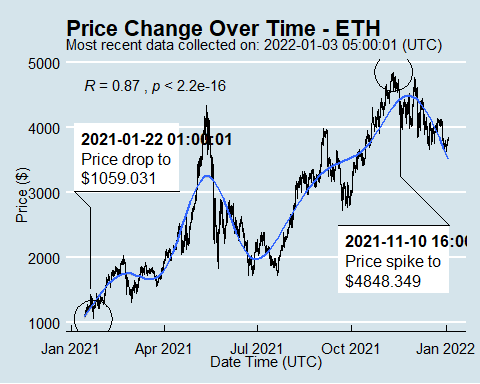 Price Change Over Time - ETH
Most recent data collected on: 2022-01-03 05:00:01 (UTC)
5000
R = 0.87 , p < 2.2e-16
4000
2021-01-22 01:00:01
Price drop to
$1059.031
3000
Price ($)
2021-11-10 16:00
Price spike to
$4848.349
2000
1000
Jan 2021 Apr 2021 Jul 2021 Oct 2021 Jan 2022
Date Time (UTC)